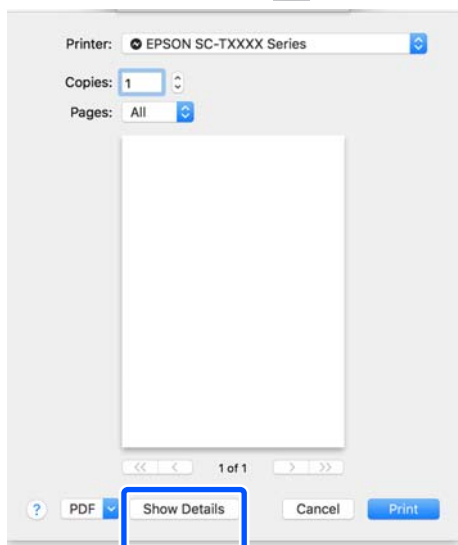 Printer: EPSON SC-TXXXX Series
Copies: 1
Pages: All
<< < 1 of 1 > >>
? PDF Show Details Cancel Print